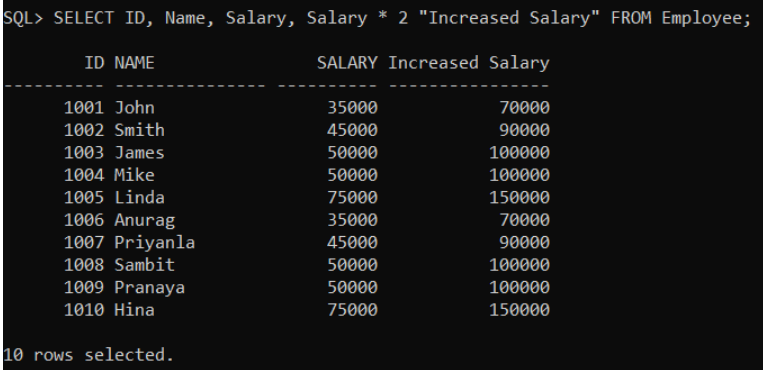 SQL> SELECT ID, Name, Salary, Salary * 2 "Increased Salary" FROM Employee;
ID NAME SALARY Increased Salary
---------- --------------- ---------- ----------------
1001 John 35000 70000
1002 Smith 45000 90000
1003 James 50000 100000
1004 Mike 50000 100000
1005 Linda 75000 150000
1006 Anurag 35000 70000
1007 Priyanla 45000 90000
1008 Sambit 50000 100000
1009 Pranaya 50000 100000
1010 Hina 75000 150000
10 rows selected.